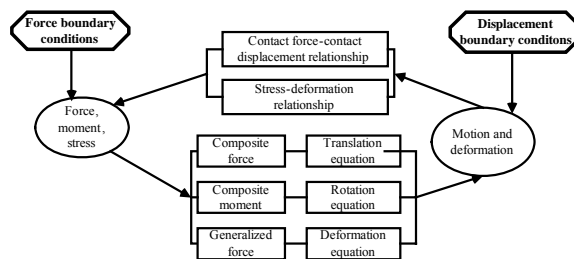 Force boundary
conditions
Displacement
boundary conditons
Contact force-contact
displacement relationship
Stress-deformation
relationship
Force,
moment,
stress
Motion and
deformation
Composite
force
Translation
equation
Composite
moment
Rotation
equation
Generalized
force
Deformation
equation